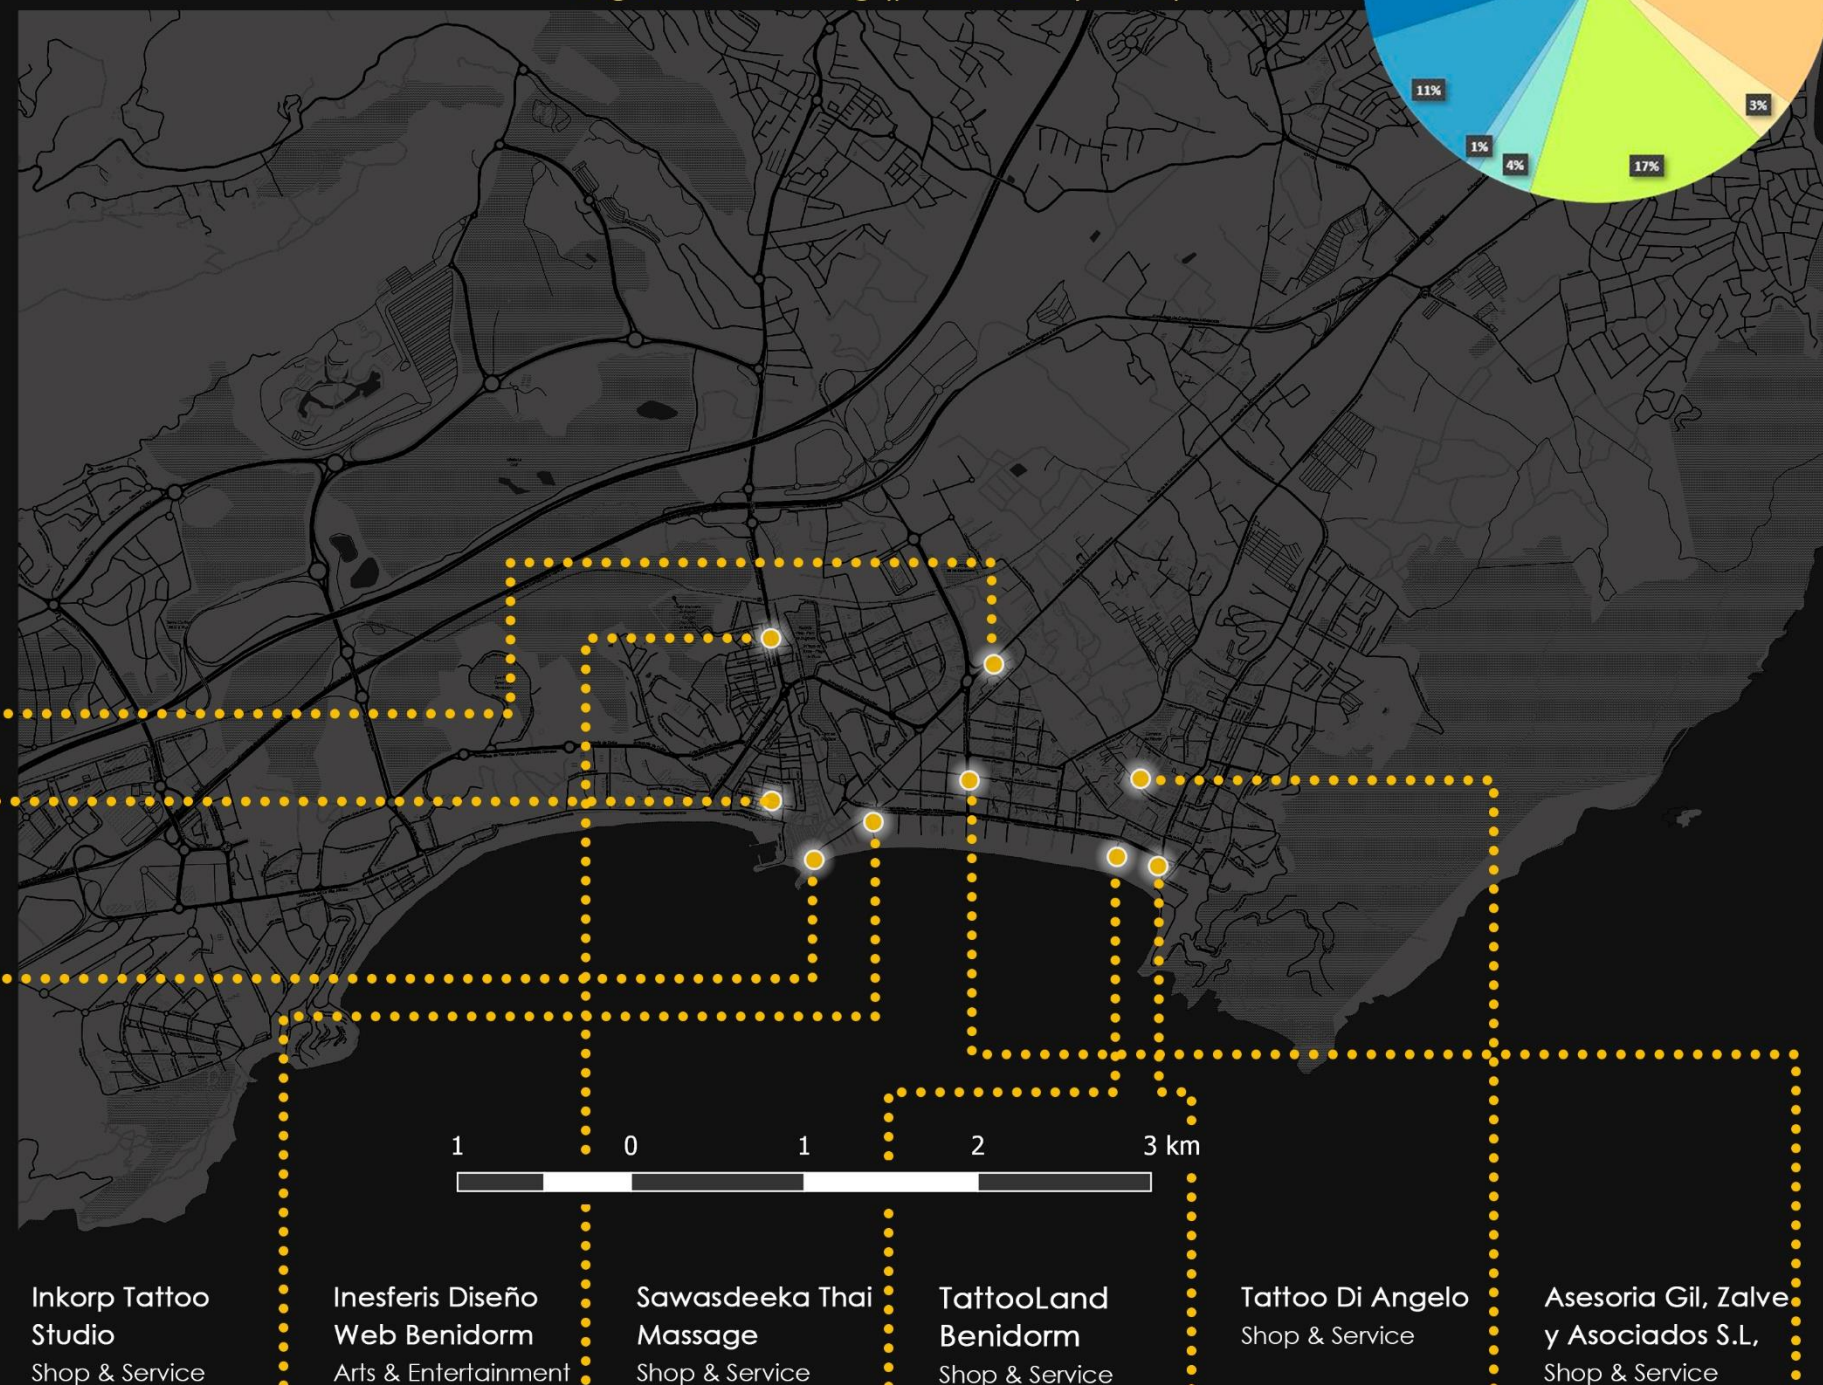 11%
1%
4%
17%
3%
1 0 1 2 3 km
Inkorp Tattoo
Studio
Shop & Service
Inesferis Diseño
Web Benidorm
Arts & Entertainment
Sawasdeeka Thai
Massage
Shop & Service
TattooLand
Benidorm
Shop & Service
Tattoo Di Angelo
Shop & Service
Asesoria Gil, Zalve
y Asociados S.L,
Shop & Service